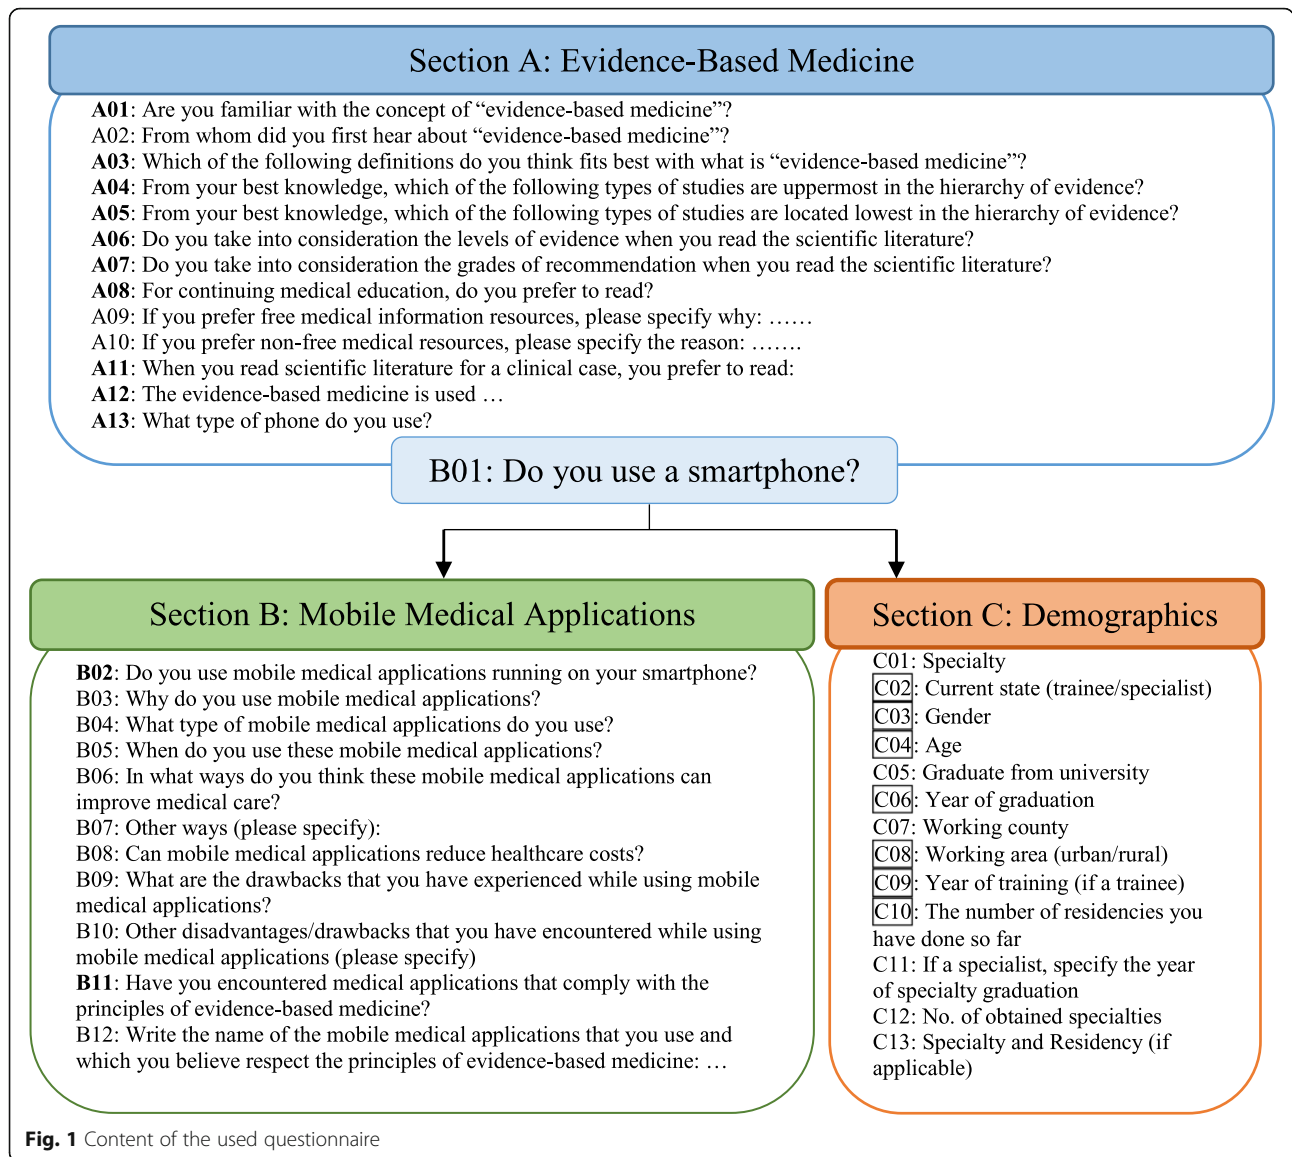 Section A: Evidence-Based Medicine
A01: Are you familiar with the concept of “evidence-based medicine”?
A02: From whom did you first hear about “evidence-based medicine”?
A03: Which of the following definitions do you think fits best with what is “evidence-based medicine”?
A04: From your best knowledge, which of the following types of studies are uppermost in the hierarchy of evidence?
A05: From your best knowledge, which of the following types of studies are located lowest in the hierarchy of evidence?
A06: Do you take into consideration the levels of evidence when you read the scientific literature?
A07: Do you take into consideration the grades of recommendation when you read the scientific literature?
A08: For continuing medical education, do you prefer to read?
A09: If you prefer free medical information resources, please specify why: ……
A10: If you prefer non-free medical resources, please specify the reason: …….
A11: When you read scientific literature for a clinical case, you prefer to read:
A12: The evidence-based medicine is used …
A13: What type of phone do you use?
B01: Do you use a smartphone?
Section B: Mobile Medical Applications
B02: Do you use mobile medical applications running on your smartphone?
B03: Why do you use mobile medical applications?
B04: What type of mobile medical applications do you use?
B05: When do you use these mobile medical applications?
B06: In what ways do you think these mobile medical applications can
improve medical care?
B07: Other ways (please specify):
B08: Can mobile medical applications reduce healthcare costs?
B09: What are the drawbacks that you have experienced while using mobile
medical applications?
B10: Other disadvantages/drawbacks that you have encountered while using
mobile medical applications (please specify)
B11: Have you encountered medical applications that comply with the
principles of evidence-based medicine?
B12: Write the name of the mobile medical applications that you use and
which you believe respect the principles of evidence-based medicine: …
Section C: Demographics
C01: Specialty
C02: Current state (trainee/specialist)
C03: Gender
C04: Age
C05: Graduate from university
C06: Year of graduation
C07: Working county
C08: Working area (urban/rural)
C09: Year of training (if a trainee)
C10: The number of residencies you
have done so far
C11: If a specialist, specify the year
of specialty graduation
C12: No. of obtained specialties
C13: Specialty and Residency (if
applicable)
Fig. 1 Content of the used questionnaire